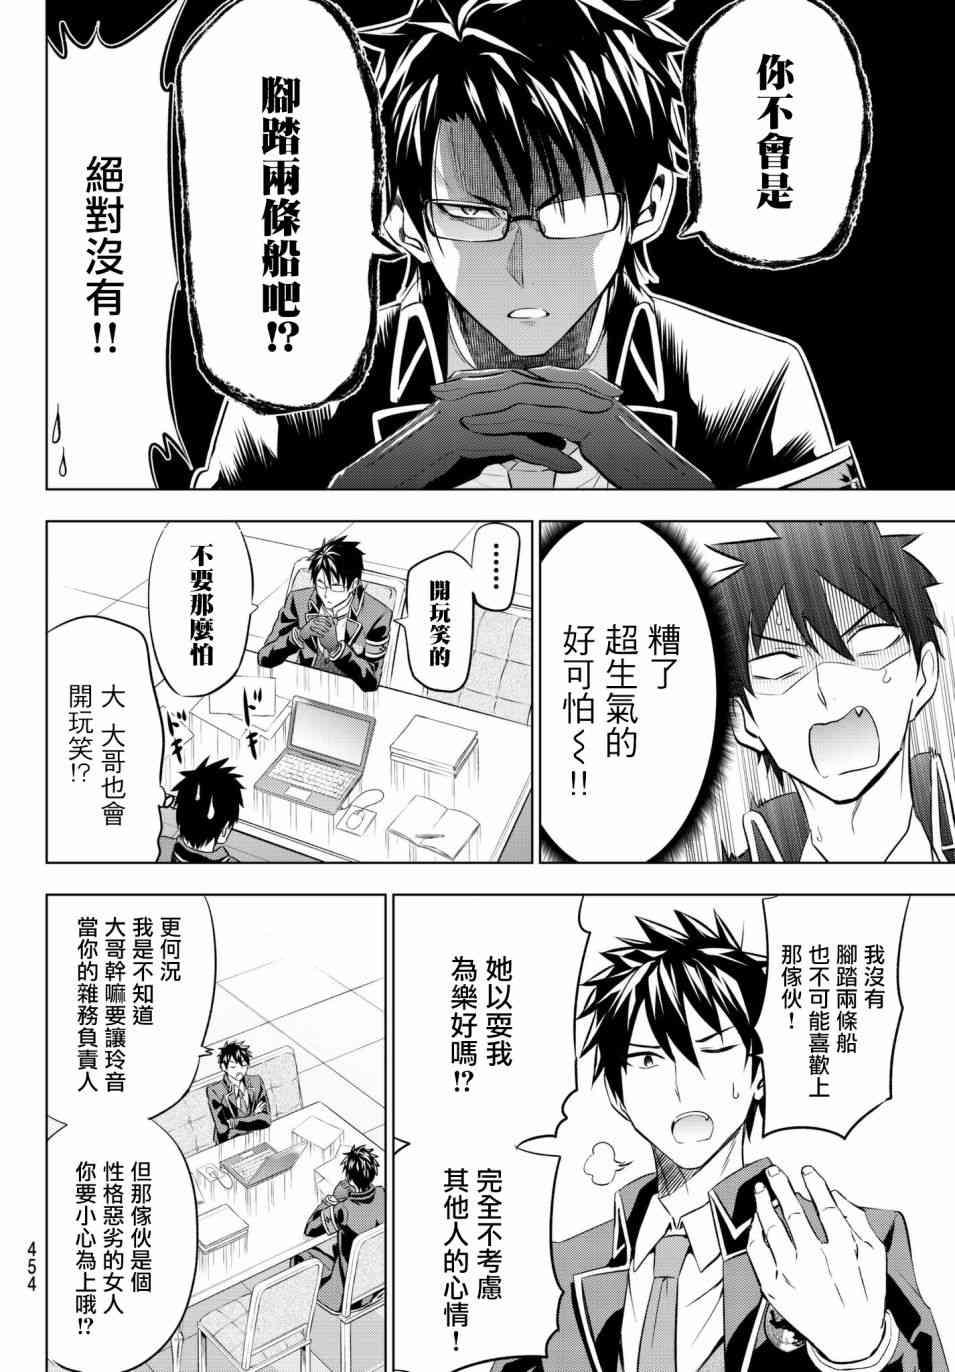 你不會是
腳踏兩條船吧!?
絕對沒有!!
糟了
超生氣的
好可怕~!!
⋯⋯
開玩笑的
不要那麼怕
大 大哥也會
開玩笑!?
ドキ
ドキ
我沒有
腳踏兩條船
也不可能喜歡上
那傢伙!
她以耍我
為樂好嗎!?
完全不考慮
其他人的心情!
更何況
我是不知道
大哥幹嘛要讓玲音
當你的雜務負責人
但那傢伙是個
性格惡劣的女人
你要小心為上哦!?
454